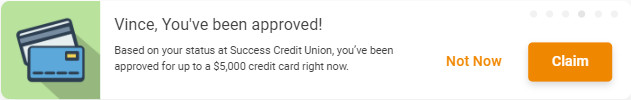 Vince, You've been approved!
Based on your status at Success Credit Union, you’ve been
approved for up to a $5,000 credit card right now.
Not Now
Claim